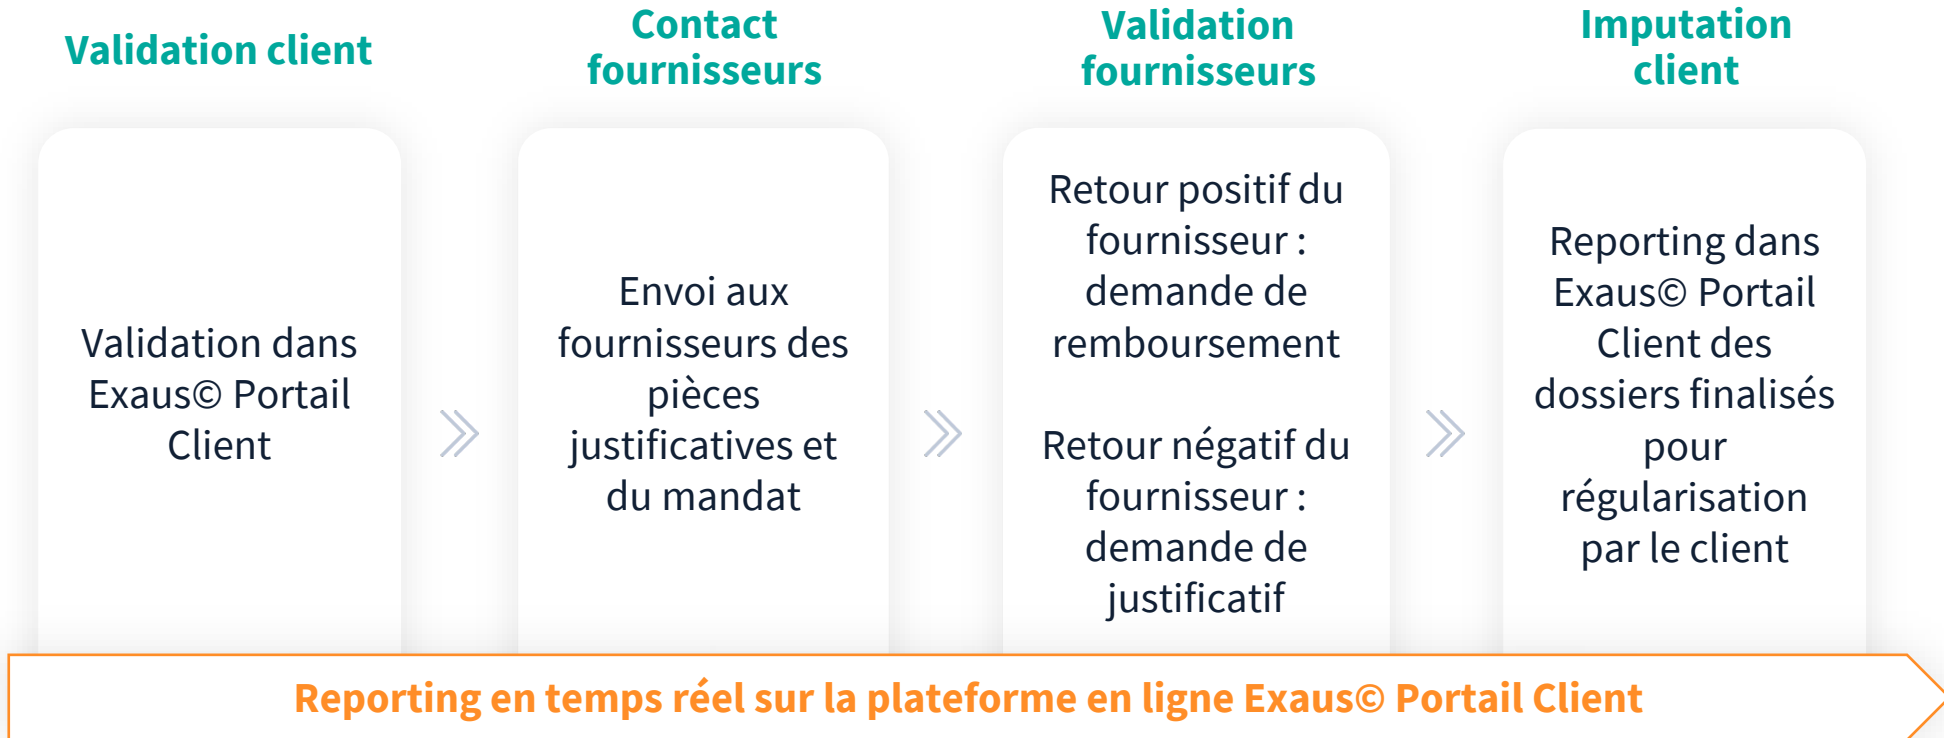 Validation client
Contact
fournisseurs
Validation
fournisseurs
Imputation
client
Validation dans
Exaus© Portail
Client
Envoi aux
fournisseurs des
pièces
justificatives et
du mandat
Retour positif du
fournisseur :
demande de
remboursement
Retour négatif du
fournisseur :
demande de
justificatif
Reporting dans
Exaus© Portail
Client des
dossiers finalisés
pour
régularisation
par le client
Reporting en temps réel sur la plateforme en ligne Exaus© Portail Client